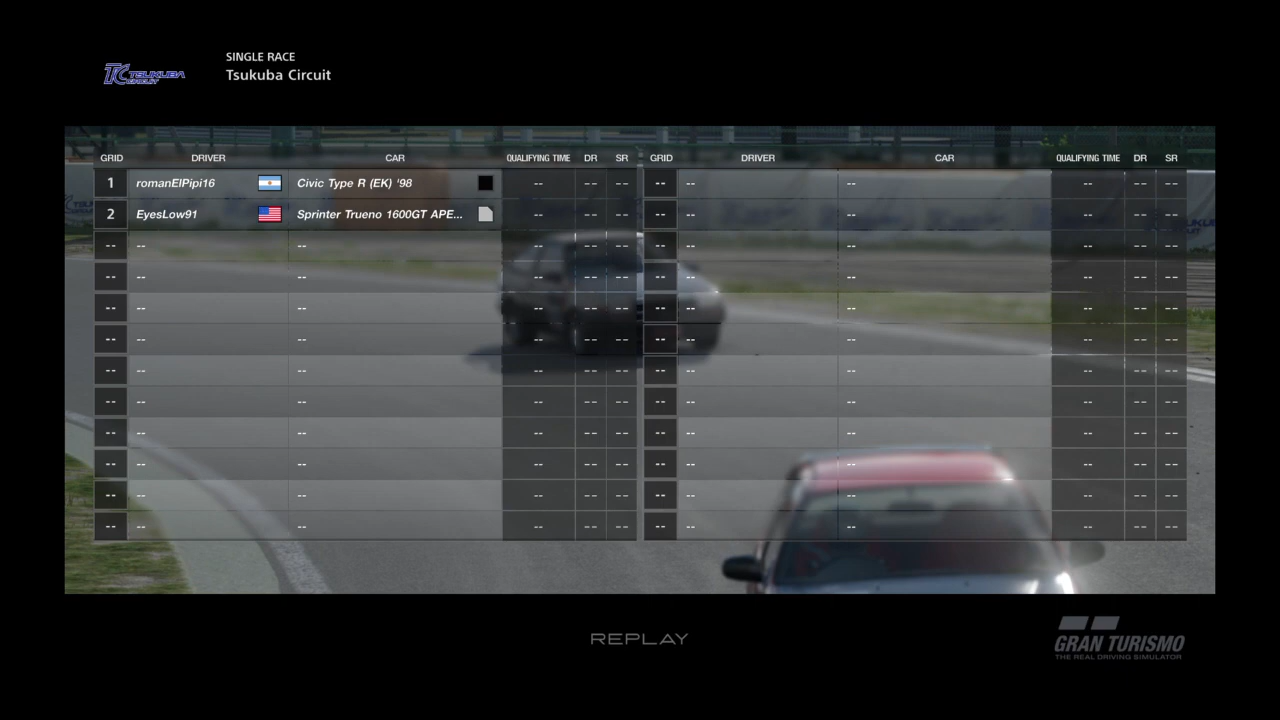 SINGLE RACE
TC TSUKUBA CIRCUIT
Tsukuba Circuit
GRID DRIVER CAR QUALIFYING TIME DR SR GRID DRIVER CAR QUALIFYING TIME DR SR
1 romanElPipi16 Civic Type R (EK) '98 -- -- -- -- -- -- -- -- --
2 EyesLow91 Sprinter Trueno 1600GT APE... -- -- -- -- -- -- -- -- --
-- -- -- -- -- -- -- -- -- -- -- --
-- -- -- -- -- -- -- -- -- -- -- --
-- -- -- -- -- -- -- -- -- -- -- --
-- -- -- -- -- -- -- -- -- -- -- --
-- -- -- -- -- -- -- -- -- -- -- --
-- -- -- -- -- -- -- -- -- -- -- --
-- -- -- -- -- -- -- -- -- -- -- --
-- -- -- -- -- -- -- -- -- -- -- --
-- -- -- -- -- -- -- -- -- -- -- --
-- -- -- -- -- -- -- -- -- -- -- --
REPLAY
GRAN TURISMO
THE REAL DRIVING SIMULATOR